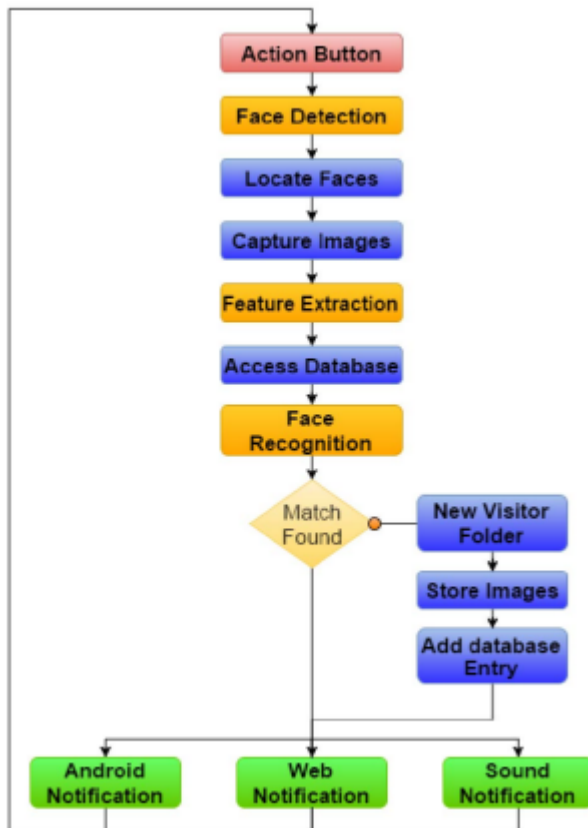 Action Button
Face Detection
Locate Faces
Capture Images
Feature Extraction
Access Database
Face
Recognition
Match
Found
New Visitor
Folder
Store Images
Add database
Entry
Android
Notification
Web
Notification
Sound
Notification